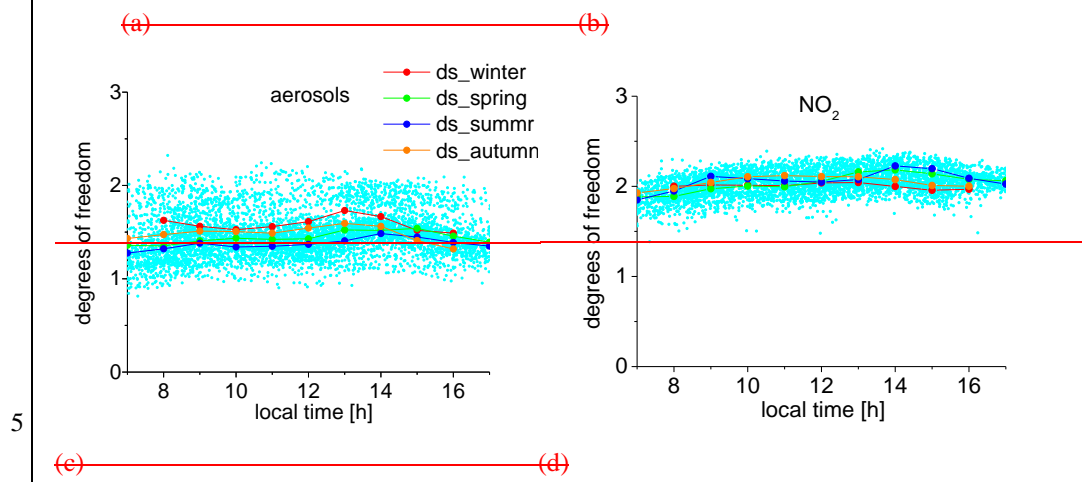 (a) (b)
ds_winter
ds_spring
ds_summr
ds_autumn
aerosols
degrees of freedom
3
2
1
0
8 10 12 14 16
local time [h]
NO2
degrees of freedom
3
2
1
0
8 10 12 14 16
local time [h]
5
(c) (d)